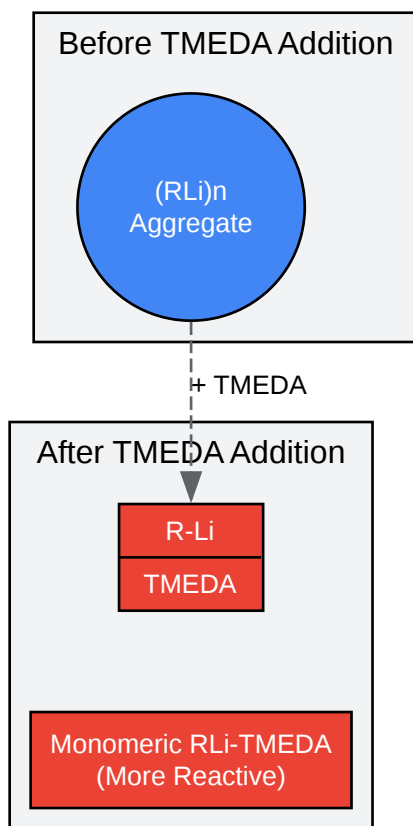 Before TMEDA Addition
(RLi)n
Aggregate
+ TMEDA
After TMEDA Addition
R-Li
TMEDA
Monomeric RLi-TMEDA
(More Reactive)